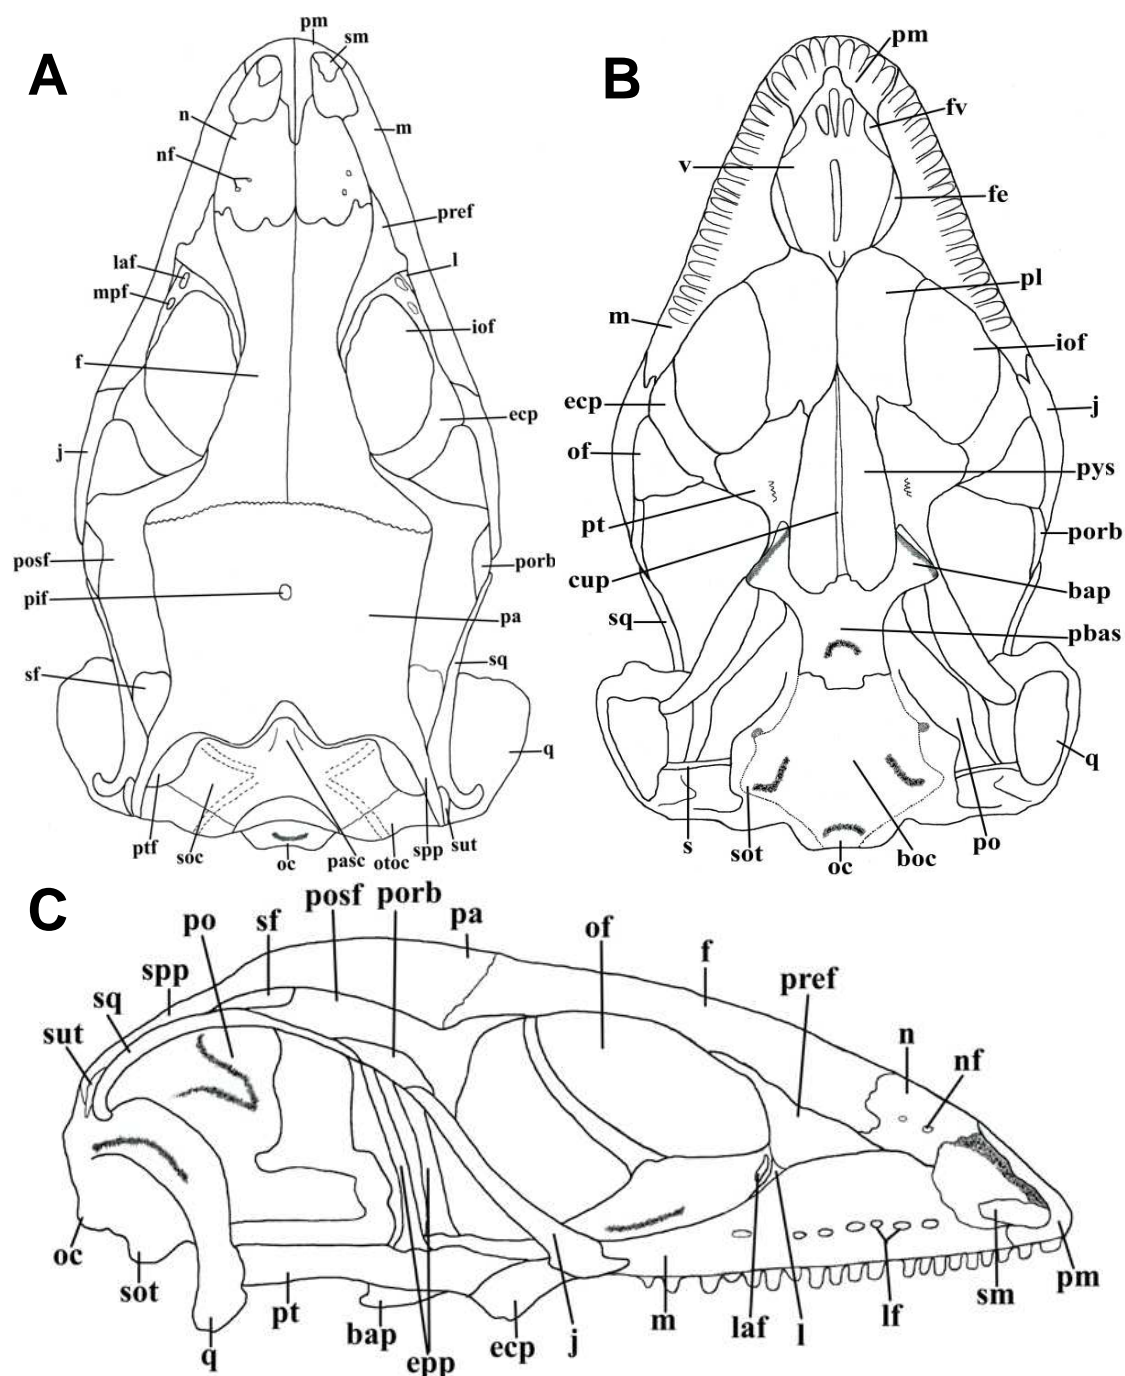 A
pm
sm
n
m
nf
pref
laf
l
mpf
iof
f
ecp
j
posf
porb
pif
pa
sf
sq
q
ptf
soc
oc
pasc
otoc
spp
sut
B
pm
fv
v
fe
pl
m
iof
ecp
j
of
pys
pt
porb
cup
bap
sq
pbas
q
s
sot
oc
boc
po
C
posf
porb
po
sf
pa
of
f
spp
pref
sq
n
nf
sut
oc
sot
pt
q
bap
epp
ecp
j
m
laf
l
lf
sm
pm